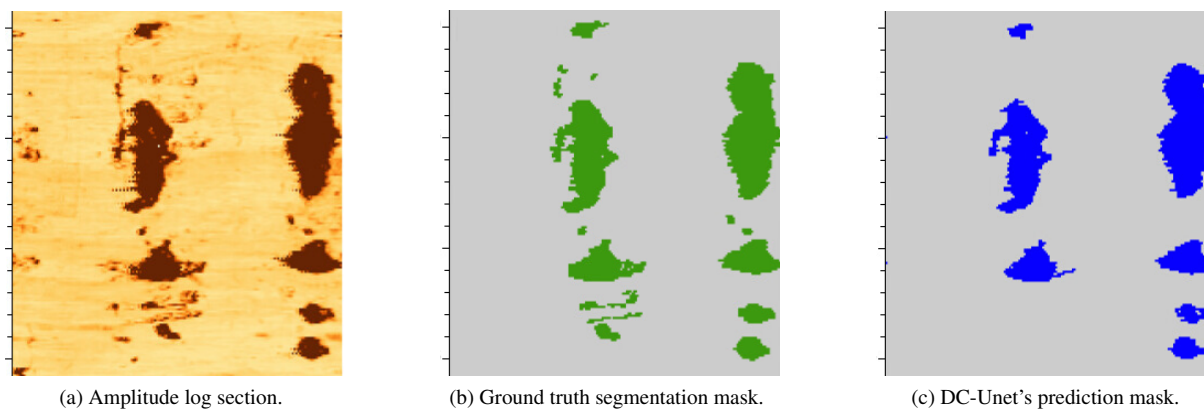 (a) Amplitude log section.
(b) Ground truth segmentation mask.
(c) DC-Unet's prediction mask.